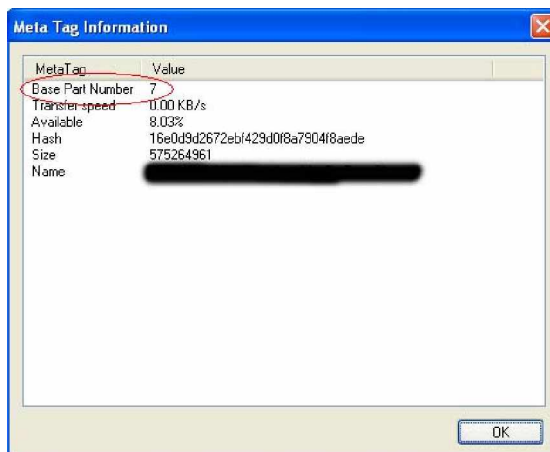 Meta Tag Information
MetaTag Value
Base Part Number 7
Transfer speed 0.00 KB/s
Available 8.03%
Hash 16e0d9d2672ebf429d0f8a7904f8aede
Size 575264961
Name
OK